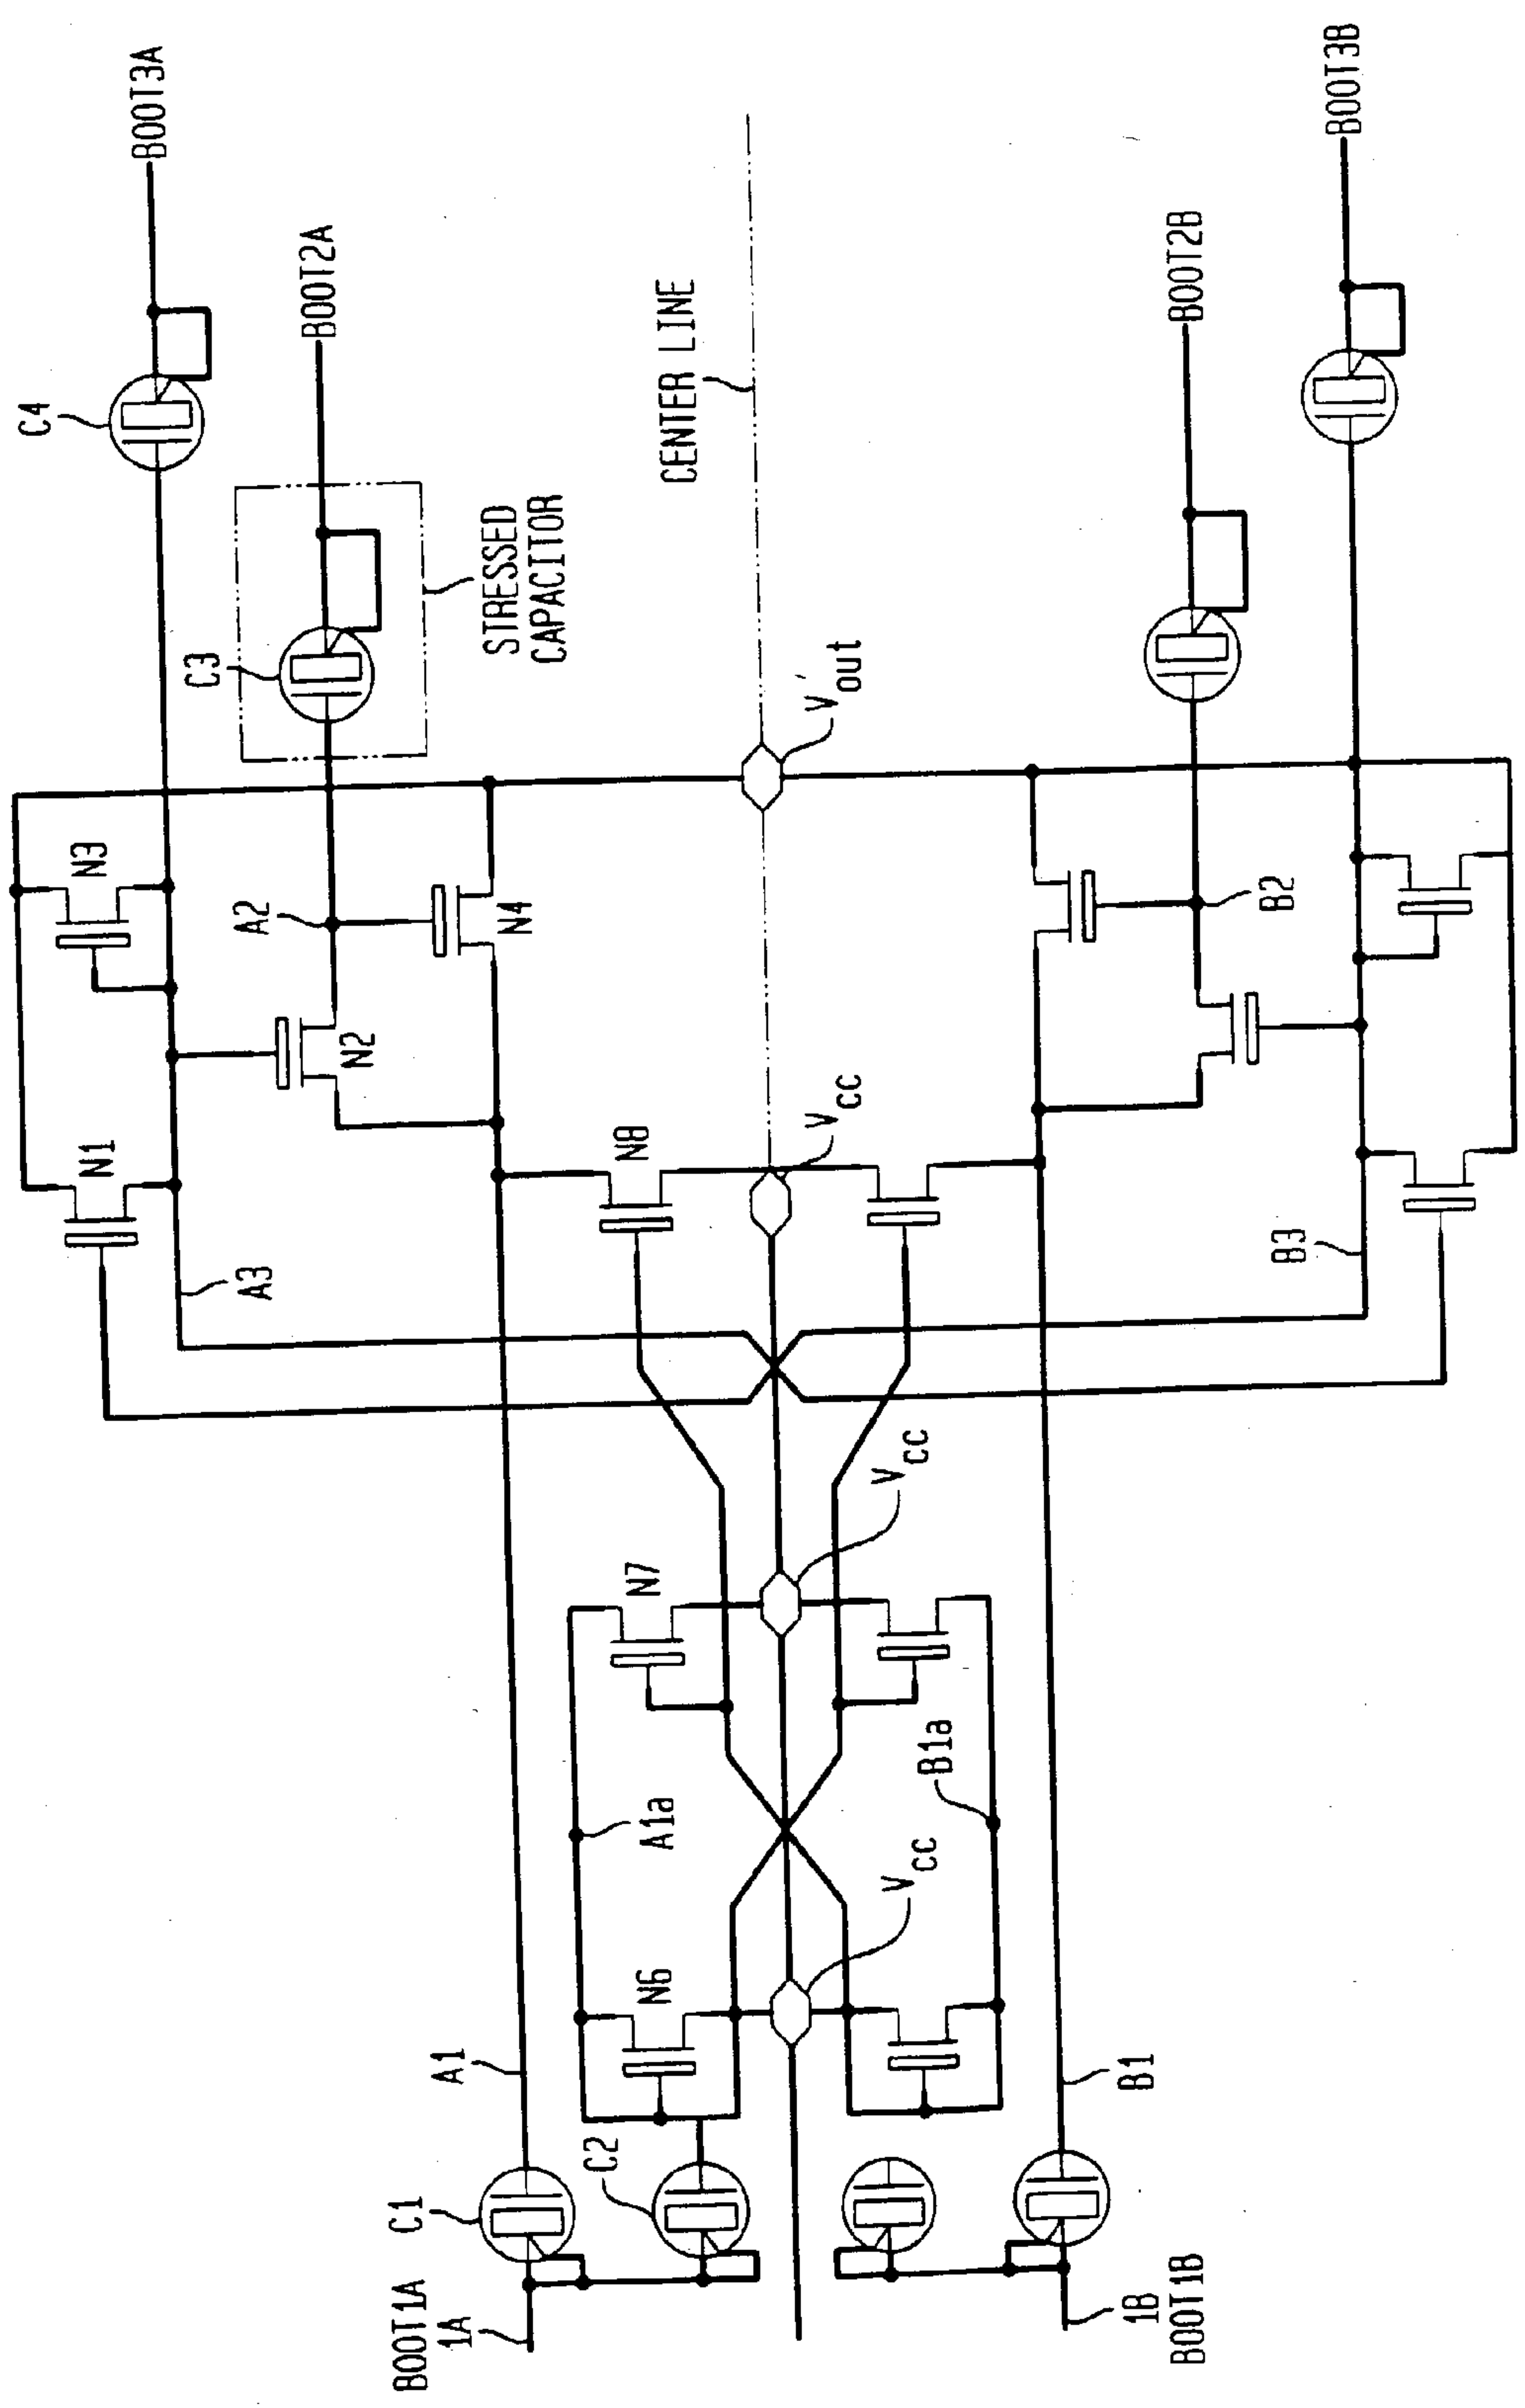 BOOT3A
BOOT3B
BOOT2A
BOOT2B
CENTER LINE
C4
STRESSED
CAPACITOR
C3
V'out
N3
A2
N4
B2
N2
N1
N8
VCC
A3
B3
VCC
N7
A1a
B1a
VCC
N6
A1
B1
C1
C2
BOOT1A
1A
1B
BOOT1B